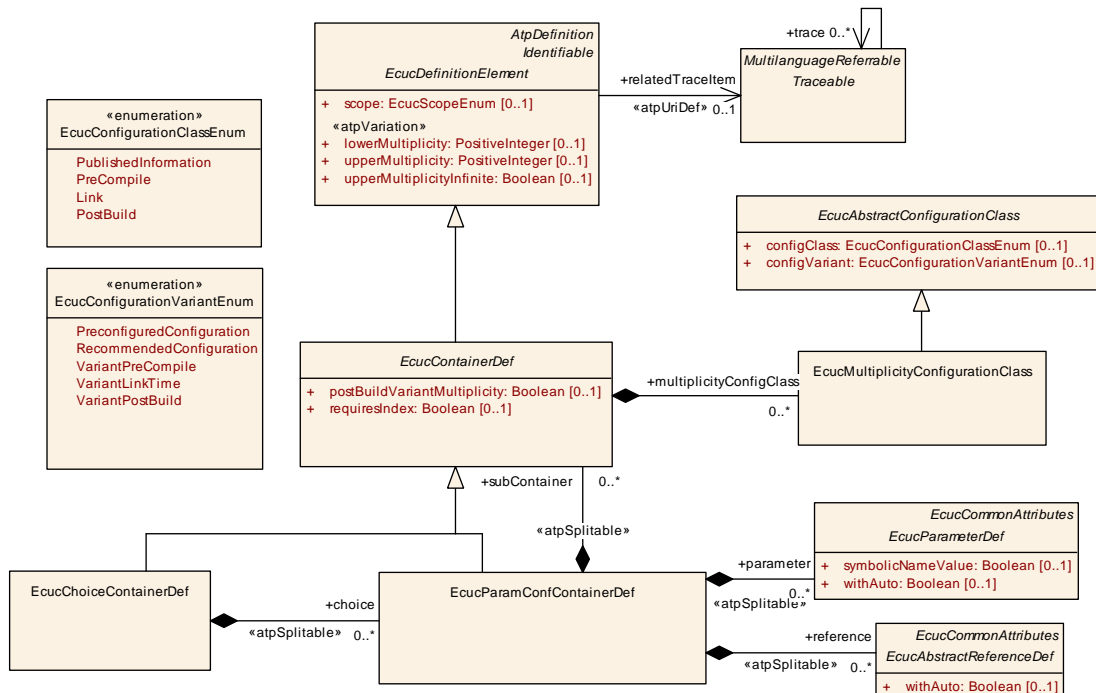 +trace 0..*
AtpDefinition
Identifiable
EcucDefinitionElement
+ scope: EcucScopeEnum [0..1]
«atpVariation»
+ lowerMultiplicity: PositiveInteger [0..1]
+ upperMultiplicity: PositiveInteger [0..1]
+ upperMultiplicityInfinite: Boolean [0..1]
+relatedTraceItem
«atpUriDef» 0..1
MultilanguageReferrable
Traceable
«enumeration»
EcucConfigurationClassEnum
PublishedInformation
PreCompile
Link
PostBuild
EcucAbstractConfigurationClass
+ configClass: EcucConfigurationClassEnum [0..1]
+ configVariant: EcucConfigurationVariantEnum [0..1]
«enumeration»
EcucConfigurationVariantEnum
PreconfiguredConfiguration
RecommendedConfiguration
VariantPreCompile
VariantLinkTime
VariantPostBuild
EcucContainerDef
+ postBuildVariantMultiplicity: Boolean [0..1]
+ requiresIndex: Boolean [0..1]
+multiplicityConfigClass
0..*
EcucMultiplicityConfigurationClass
+subContainer 0..*
«atpSplitable»
EcucChoiceContainerDef
+choice
«atpSplitable» 0..*
EcucParamConfContainerDef
+parameter
0..*
«atpSplitable»
EcucCommonAttributes
EcucParameterDef
+ symbolicNameValue: Boolean [0..1]
+ withAuto: Boolean [0..1]
+reference
«atpSplitable» 0..*
EcucCommonAttributes
EcucAbstractReferenceDef
+ withAuto: Boolean [0..1]